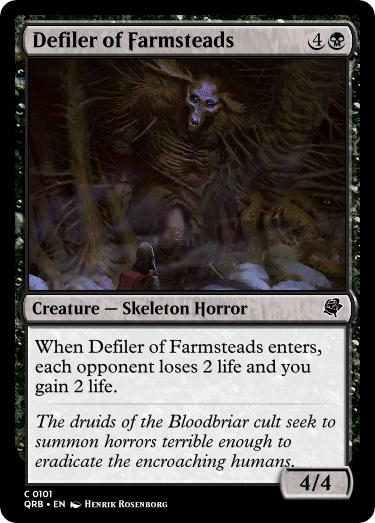 Defiler of Farmsteads 4
Creature — Skeleton Horror
When Defiler of Farmsteads enters,
each opponent loses 2 life and you
gain 2 life.
The druids of the Bloodbriar cult seek to
summon horrors terrible enough to
eradicate the encroaching humans.
4/4
C 0101
QRB • EN Henrik Rosenborg